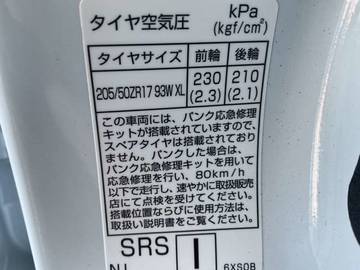 タイヤ空気圧 kPa
(kgf/cm²)
タイヤサイズ 前輪 後輪
205/50ZR17 93W XL 230 210
(2.3) (2.1)
この車両には、パンク応急修理
キットが搭載されていますので、
スペアタイヤは搭載されており
ません。パンクした場合は、
パンク応急修理キットを用いて
応急修理を行い、80km/h
以下で走行し、速やかに取扱販売
店にて点検を受けてください。
搭載位置ならびに使用方法は、
取扱い説明書をご覧ください。
SRS I
6XS0B